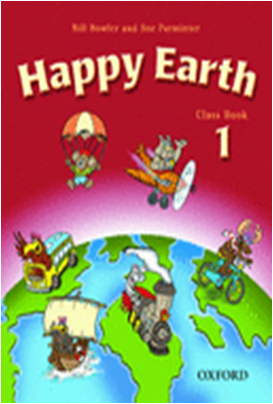 Bill Bowler and Sue Parminter
Happy Earth
Class Book
1
OXFORD